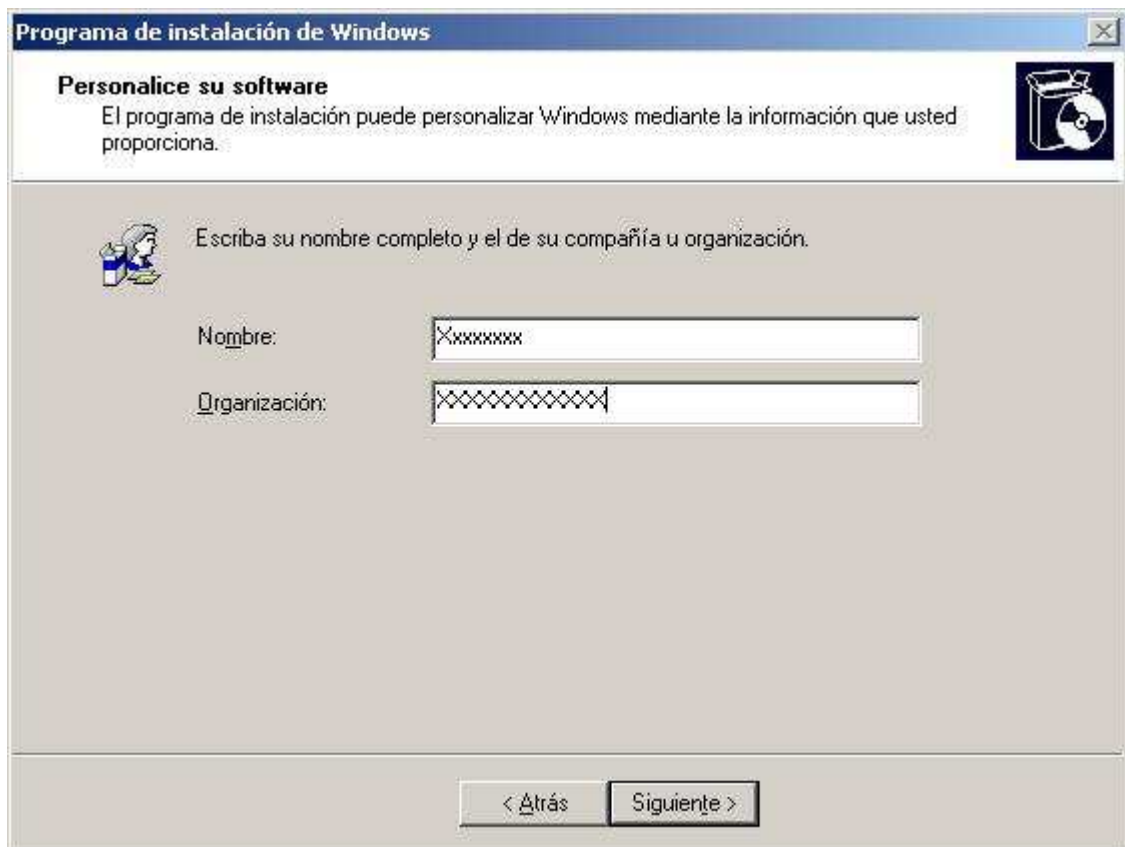 Programa de instalación de Windows
Personalice su software
El programa de instalación puede personalizar Windows mediante la información que usted
proporciona.
Escriba su nombre completo y el de su compañía u organización.
Nombre: Xxxxxxxx
Organización: XXXXXXXXXXX
< Atrás Siguiente >